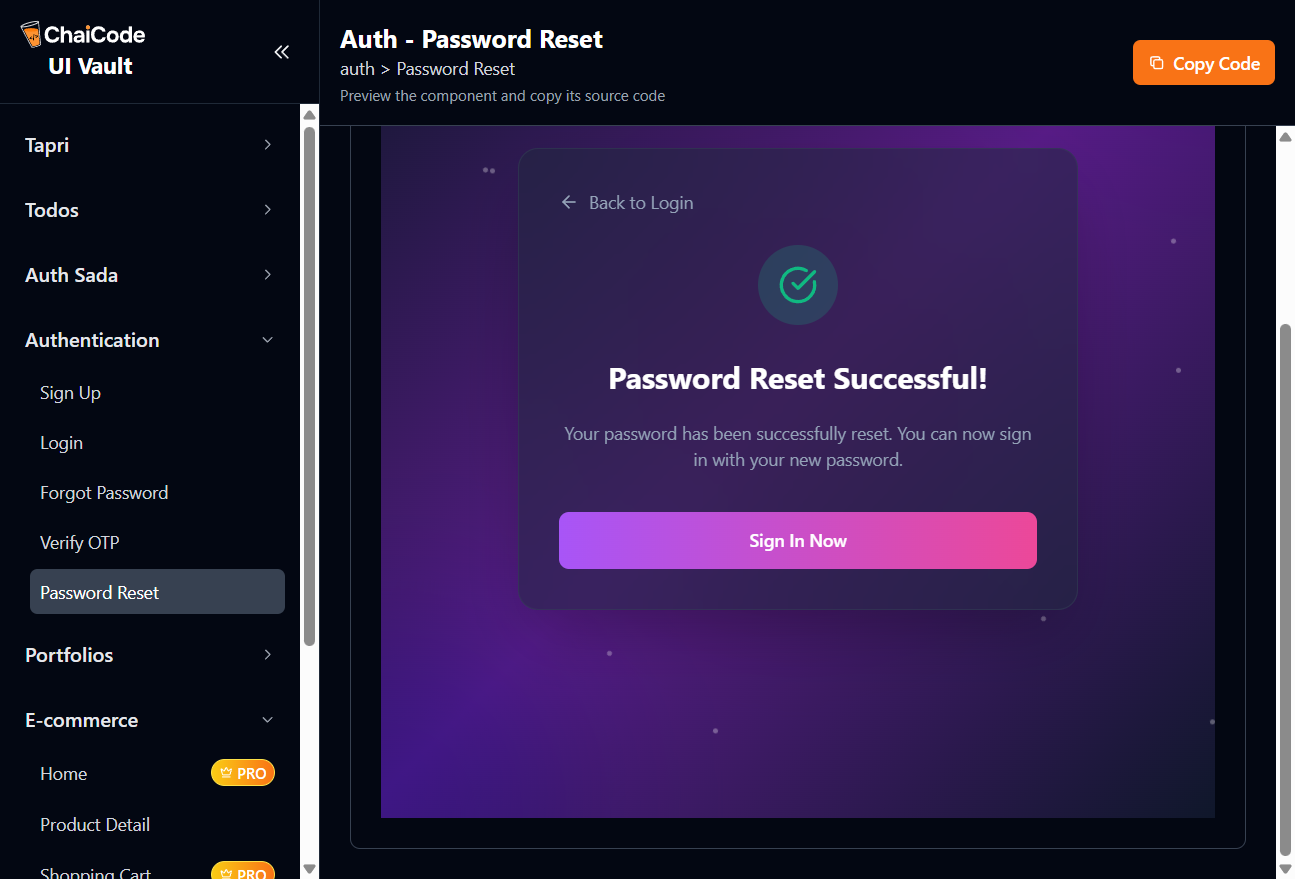 ChaiCode
UI Vault
Tapri
Todos
Auth Sada
Authentication
Sign Up
Login
Forgot Password
Verify OTP
Password Reset
Portfolios
E-commerce
Home
PRO
Product Detail
Shopping Cart
PRO
Auth - Password Reset
auth > Password Reset
Preview the component and copy its source code
Copy Code
Back to Login
Password Reset Successful!
Your password has been successfully reset. You can now sign
in with your new password.
Sign In Now